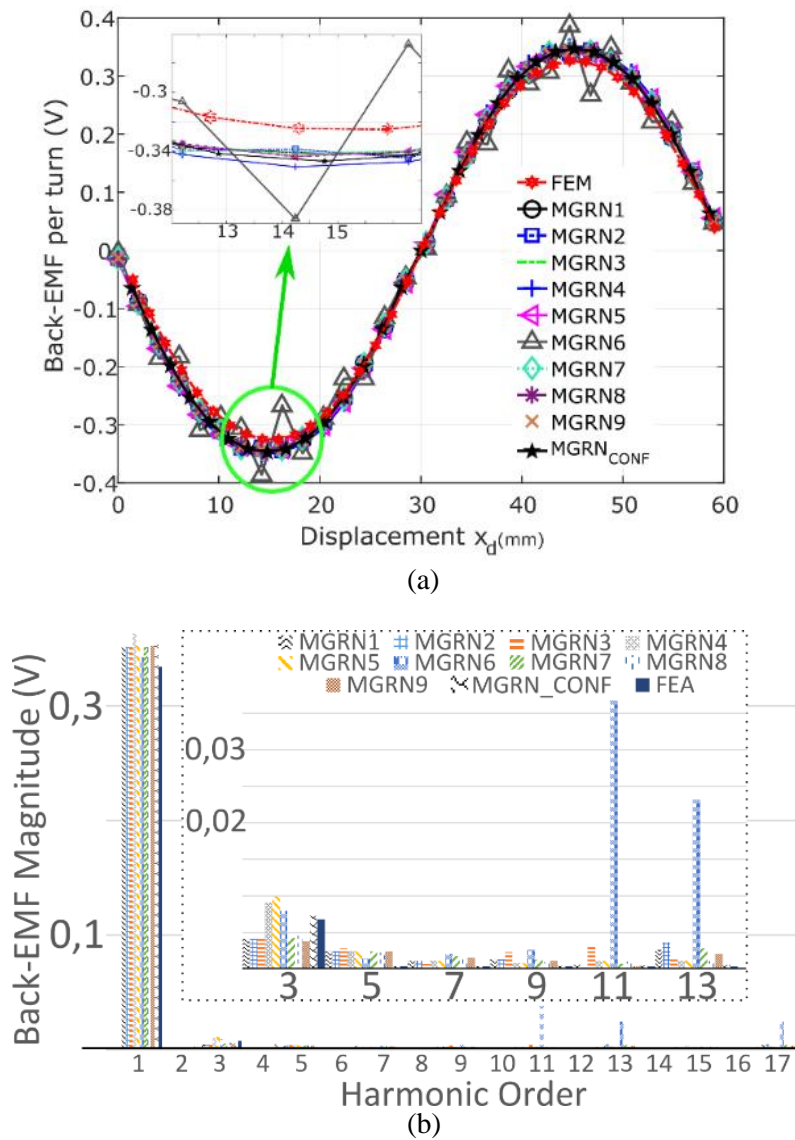 0.4
0.3
0.2
0.1
0
-0.1
-0.2
-0.3
-0.4
Back-EMF per turn (V)
-0.3
-0.34
-0.38
13
14
15
FEM
MGRN1
MGRN2
MGRN3
MGRN4
MGRN5
MGRN6
MGRN7
MGRN8
MGRN9
MGRN_CONF
0 10 20 30 40 50 60
Displacement x_d(mm)
(a)
Back-EMF Magnitude (V)
0,3
0,1
MGRN1 MGRN2 MGRN3 MGRN4
MGRN5 MGRN6 MGRN7 MGRN8
MGRN9 MGRN_CONF FEA
0,03
0,02
3 5 7 9 11 13
1 2 3 4 5 6 7 8 9 10 11 12 13 14 15 16 17
Harmonic Order
(b)